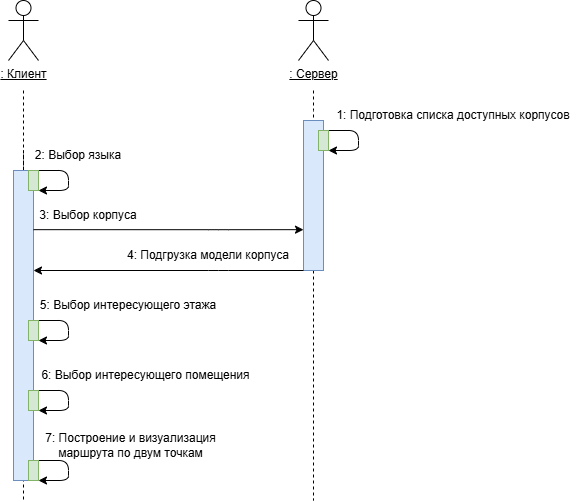 : Клиент
: Сервер
1: Подготовка списка доступных корпусов
2: Выбор языка
3: Выбор корпуса
4: Подгрузка модели корпуса
5: Выбор интересующего этажа
6: Выбор интересующего помещения
7: Построение и визуализация
маршрута по двум точкам